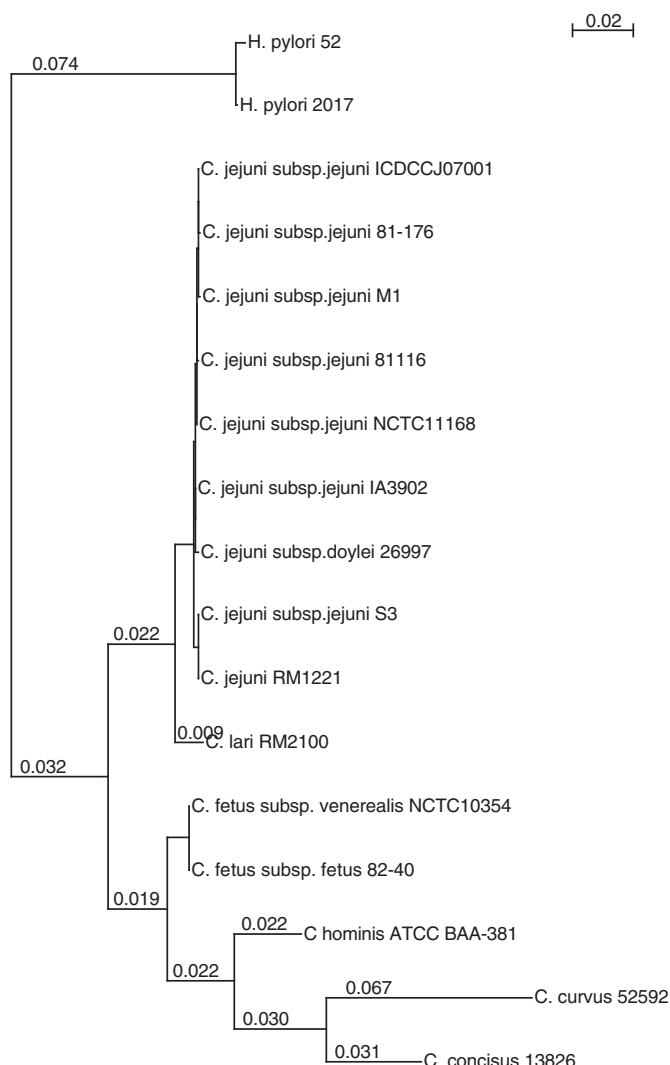 0.02
H. pylori 52
0.074
H. pylori 2017
C. jejuni subsp.jejuni ICDCCJ07001
C. jejuni subsp.jejuni 81-176
C. jejuni subsp.jejuni M1
C. jejuni subsp.jejuni 81116
C. jejuni subsp.jejuni NCTC11168
C. jejuni subsp.jejuni IA3902
C. jejuni subsp.doylei 26997
C. jejuni subsp.jejuni S3
0.022
C. jejuni RM1221
0.009
C. lari RM2100
0.032
C. fetus subsp. venerealis NCTC10354
C. fetus subsp. fetus 82-40
0.019
0.022
C hominis ATCC BAA-381
0.022
0.067
C. curvus 52592
0.030
0.031
C. concisus 13826